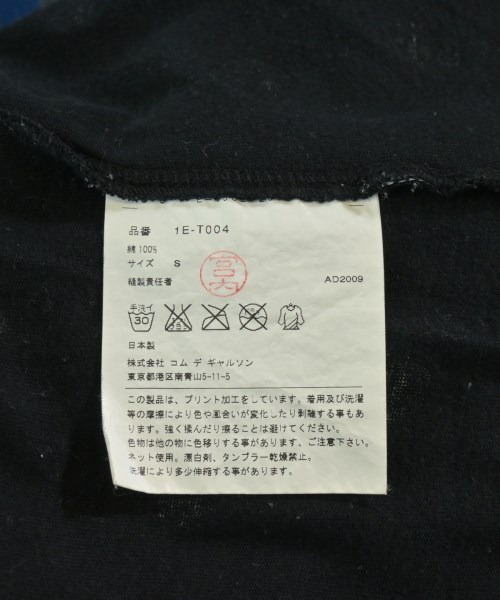 品番 1E-T004
綿 100%
サイズ S
宮内
縫製責任者 AD2009
手洗イ
30
日本製
株式会社 コム デ ギャルソン
東京都港区南青山5-11-5
この製品は、プリント加工をしています。着用及び洗濯
等の摩擦により色や風合いが変化したり剥離する事もあ
ります。強く揉んだり擦ることは避けてください。
色物は他の物に色移りする事があります、ご注意下さい。
ネット使用。漂白剤、タンブラー乾燥禁止。
洗濯により多少伸縮する事があります。